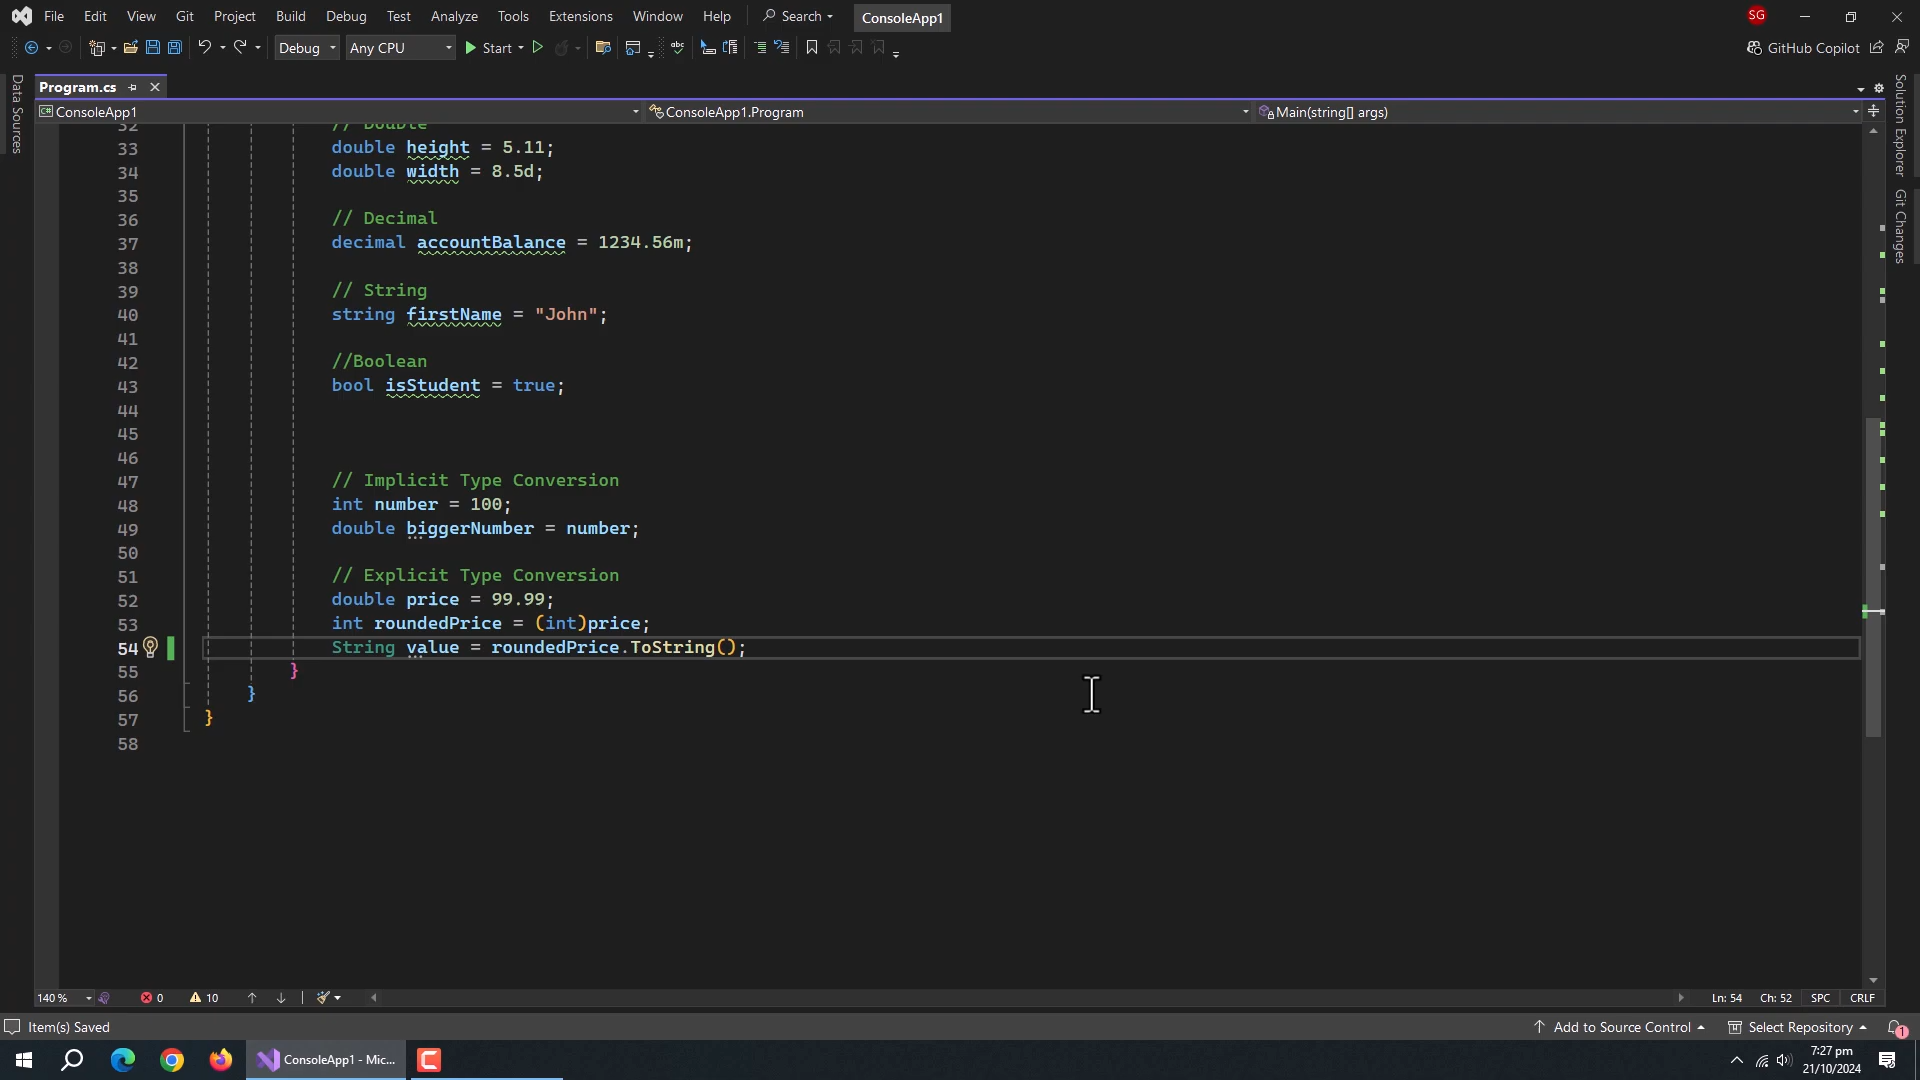 File Edit View Git Project Build Debug Test Analyze Tools Extensions Window Help Search ConsoleApp1 SG
Debug Any CPU Start GitHub Copilot
Program.cs
ConsoleApp1 ConsoleApp1.Program Main(string[] args)
Data Sources
Solution Explorer
Git Changes
32 // Double
33 double height = 5.11;
34 double width = 8.5d;
35
36 // Decimal
37 decimal accountBalance = 1234.56m;
38
39 // String
40 string firstName = "John";
41
42 //Boolean
43 bool isStudent = true;
44
45
46
47 // Implicit Type Conversion
48 int number = 100;
49 double biggerNumber = number;
50
51 // Explicit Type Conversion
52 double price = 99.99;
53 int roundedPrice = (int)price;
54 String value = roundedPrice.ToString();
55 }
56 }
57 }
58
140 % 0 10 Ln: 54 Ch: 52 SPC CRLF
Item(s) Saved Add to Source Control Select Repository 1
ConsoleApp1 - Mic... 7:27 pm
21/10/2024